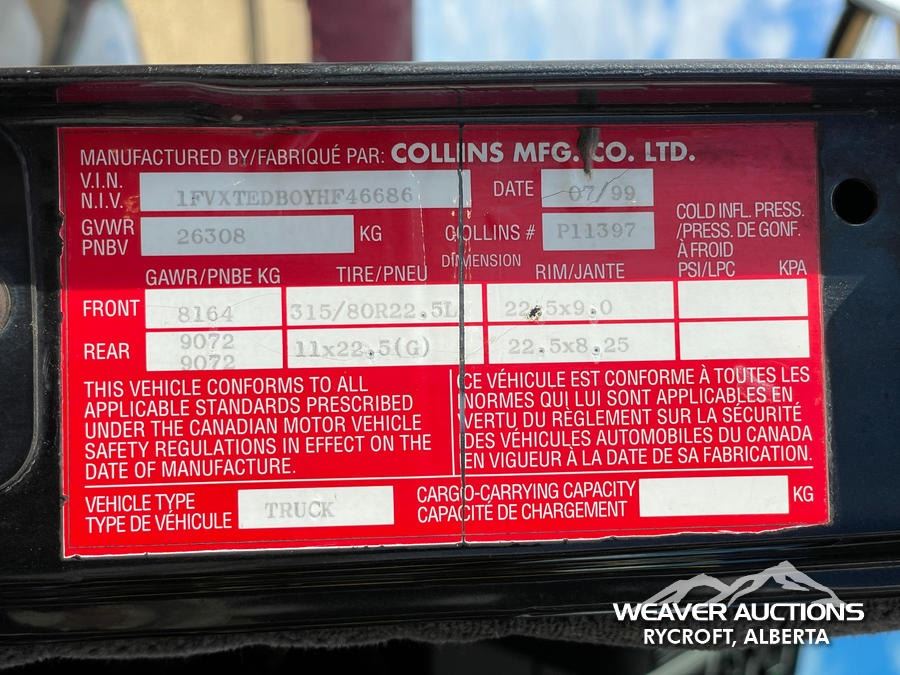 MANUFACTURED BY/FABRIQUÉ PAR: COLLINS MFG. CO. LTD.
V.I.N. 1FVXTEDB0YHF46686 DATE 07/99
N.I.V.
GVWR 26308 KG COLLINS # P11397
PNBV
COLD INFL. PRESS.
/PRESS. DE GONF.
À FROID
DIMENSION
GAWR/PNBE KG TIRE/PNEU RIM/JANTE PSI/LPC KPA
FRONT 8164 315/80R22.5L 22.5x9.0
REAR 9072 11x22.5(G) 22.5x8.25
9072
THIS VEHICLE CONFORMS TO ALL
APPLICABLE STANDARDS PRESCRIBED
UNDER THE CANADIAN MOTOR VEHICLE
SAFETY REGULATIONS IN EFFECT ON THE
DATE OF MANUFACTURE.
CE VÉHICULE EST CONFORME À TOUTES LES
NORMES QUI LUI SONT APPLICABLES EN
VERTU DU RÈGLEMENT SUR LA SÉCURITÉ
DES VÉHICULES AUTOMOBILES DU CANADA
EN VIGUEUR À LA DATE DE SA FABRICATION.
VEHICLE TYPE TRUCK
TYPE DE VÉHICULE
CARGO-CARRYING CAPACITY KG
CAPACITÉ DE CHARGEMENT
WEAVER AUCTIONS
RYCROFT, ALBERTA